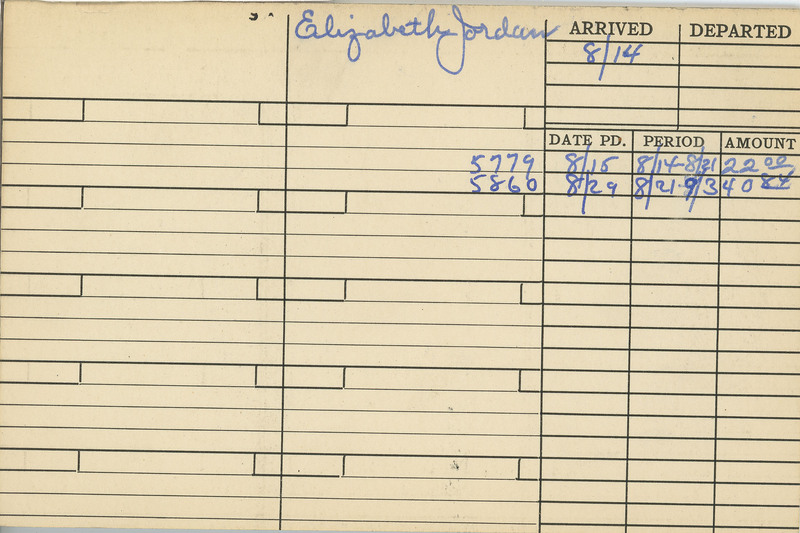 Elizabeth Jordan
ARRIVED DEPARTED
8/14
DATE PD. PERIOD AMOUNT
5779 8/15 8/14-8/21 22 00
5860 8/29 8/21-9/3 40 84